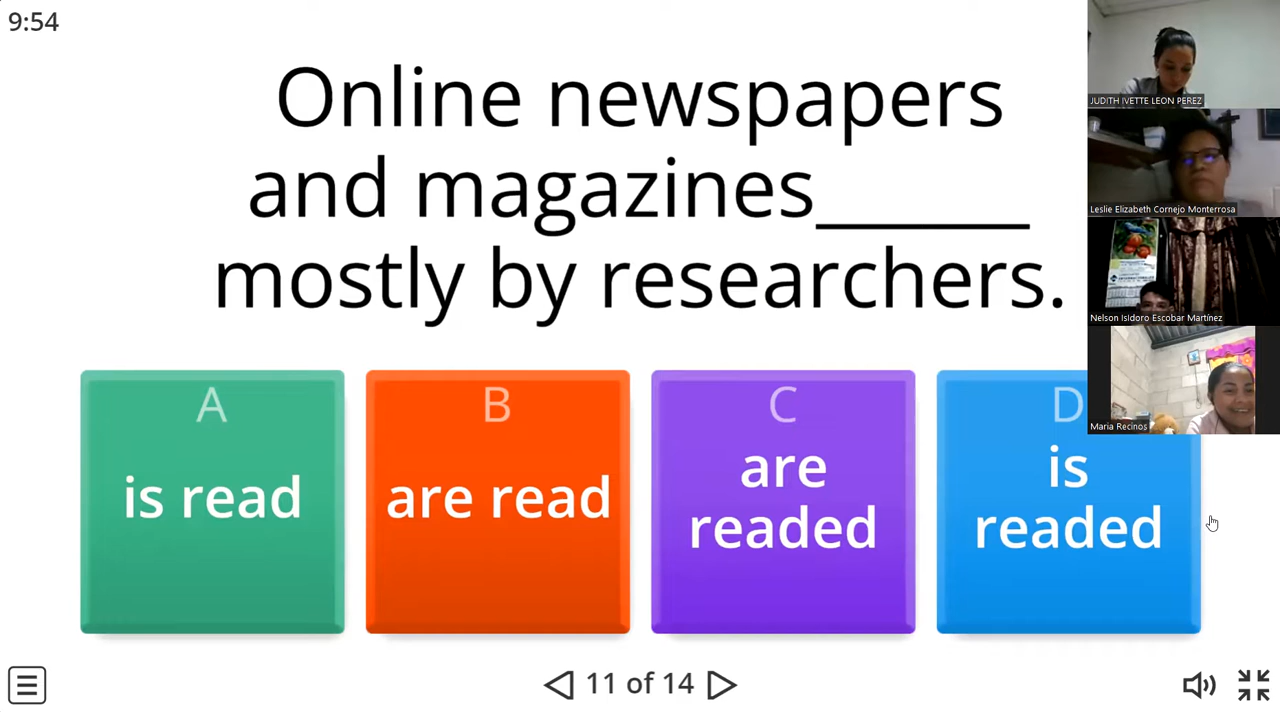 9:54
Online newspapers
and magazines______
mostly by researchers.
A
is read
B
are read
C
are
readed
D
is
readed
11 of 14
JUDITH IVETTE LEON PEREZ
Leslie Elizabeth Cornejo Monterrosa
Nelson Isidoro Escobar Martínez
Maria Recinos